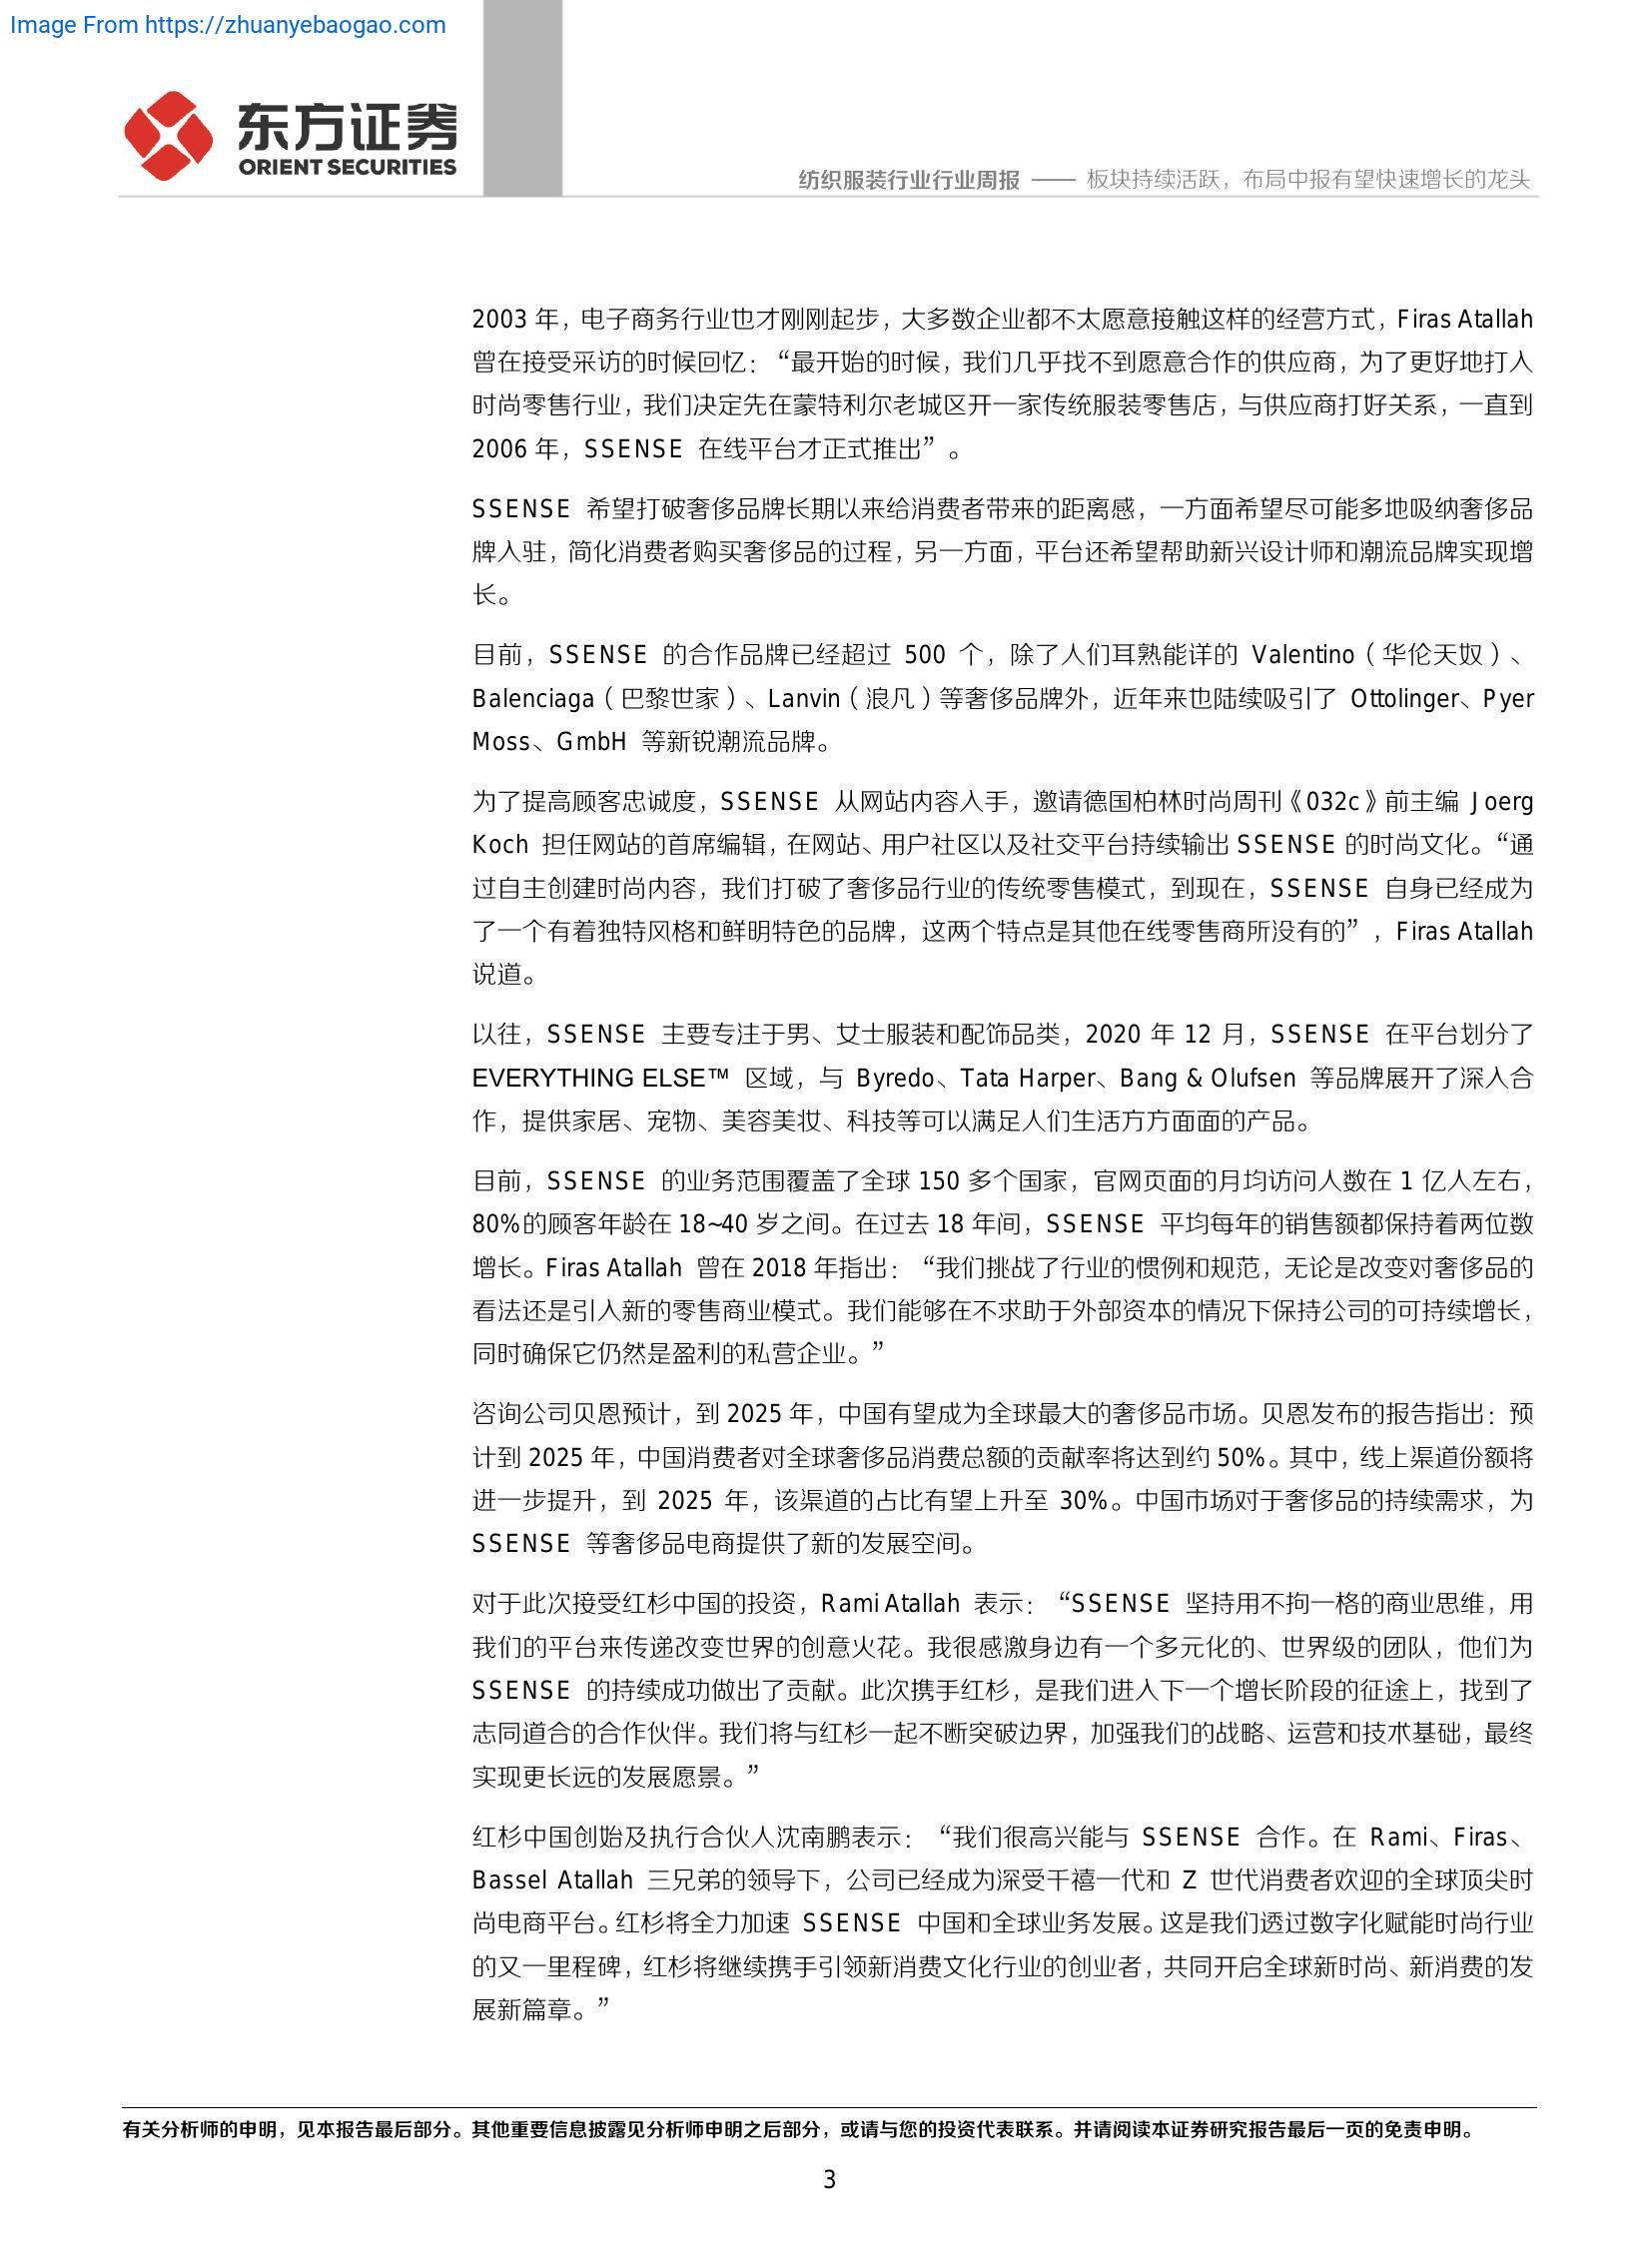 Image From https://zhuanyebaogao.com
东方证券
ORIENT SECURITIES
纺织服装行业行业周报 —— 板块持续活跃，布局中报有望快速增长的龙头
2003 年，电子商务行业也才刚刚起步，大多数企业都不太愿意接触这样的经营方式，Firas Atallah
曾在接受采访的时候回忆：“最开始的时候，我们几乎找不到愿意合作的供应商，为了更好地打入
时尚零售行业，我们决定先在蒙特利尔老城区开一家传统服装零售店，与供应商打好关系，一直到
2006 年，SSENSE 在线平台才正式推出”。
SSENSE 希望打破奢侈品牌长期以来给消费者带来的距离感，一方面希望尽可能多地吸纳奢侈品
牌入驻，简化消费者购买奢侈品的过程，另一方面，平台还希望帮助新兴设计师和潮流品牌实现增
长。
目前，SSENSE 的合作品牌已经超过 500 个，除了人们耳熟能详的 Valentino（华伦天奴）、
Balenciaga（巴黎世家）、Lanvin（浪凡）等奢侈品牌外，近年来也陆续吸引了 Ottolinger、Pyer
Moss、GmbH 等新锐潮流品牌。
为了提高顾客忠诚度，SSENSE 从网站内容入手，邀请德国柏林时尚周刊《032c》前主编 Joerg
Koch 担任网站的首席编辑，在网站、用户社区以及社交平台持续输出 SSENSE 的时尚文化。“通
过自主创建时尚内容，我们打破了奢侈品行业的传统零售模式，到现在，SSENSE 自身已经成为
了一个有着独特风格和鲜明特色的品牌，这两个特点是其他在线零售商所没有的”，Firas Atallah
说道。
以往，SSENSE 主要专注于男、女士服装和配饰品类，2020 年 12 月，SSENSE 在平台划分了
EVERYTHING ELSE™ 区域，与 Byredo、Tata Harper、Bang & Olufsen 等品牌展开了深入合
作，提供家居、宠物、美容美妆、科技等可以满足人们生活方方面面的产品。
目前，SSENSE 的业务范围覆盖了全球 150 多个国家，官网页面的月均访问人数在 1 亿人左右，
80%的顾客年龄在 18~40 岁之间。在过去 18 年间，SSENSE 平均每年的销售额都保持着两位数
增长。Firas Atallah 曾在 2018 年指出：“我们挑战了行业的惯例和规范，无论是改变对奢侈品的
看法还是引入新的零售商业模式。我们能够在不求助于外部资本的情况下保持公司的可持续增长，
同时确保它仍然是盈利的私营企业。”
咨询公司贝恩预计，到 2025 年，中国有望成为全球最大的奢侈品市场。贝恩发布的报告指出：预
计到 2025 年，中国消费者对全球奢侈品消费总额的贡献率将达到约 50%。其中，线上渠道份额将
进一步提升，到 2025 年，该渠道的占比有望上升至 30%。中国市场对于奢侈品的持续需求，为
SSENSE 等奢侈品电商提供了新的发展空间。
对于此次接受红杉中国的投资，Rami Atallah 表示：“SSENSE 坚持用不拘一格的商业思维，用
我们的平台来传递改变世界的创意火花。我很感激身边有一个多元化的、世界级的团队，他们为
SSENSE 的持续成功做出了贡献。此次携手红杉，是我们进入下一个增长阶段的征途上，找到了
志同道合的合作伙伴。我们将与红杉一起不断突破边界，加强我们的战略、运营和技术基础，最终
实现更长远的发展愿景。”
红杉中国创始及执行合伙人沈南鹏表示：“我们很高兴能与 SSENSE 合作。在 Rami、Firas、
Bassel Atallah 三兄弟的领导下，公司已经成为深受千禧一代和 Z 世代消费者欢迎的全球顶尖时
尚电商平台。红杉将全力加速 SSENSE 中国和全球业务发展。这是我们透过数字化赋能时尚行业
的又一里程碑，红杉将继续携手引领新消费文化行业的创业者，共同开启全球新时尚、新消费的发
展新篇章。”
有关分析师的申明，见本报告最后部分。其他重要信息披露见分析师申明之后部分，或请与您的投资代表联系。并请阅读本证券研究报告最后一页的免责申明。
3